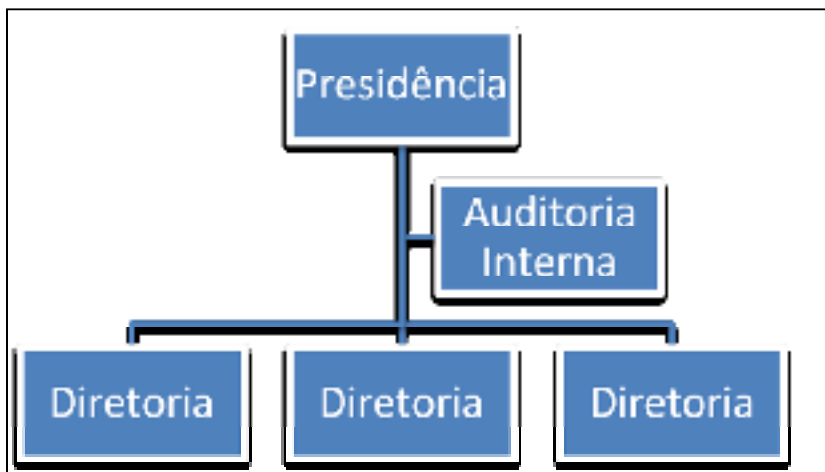 Presidência
Auditoria
Interna
Diretoria
Diretoria
Diretoria